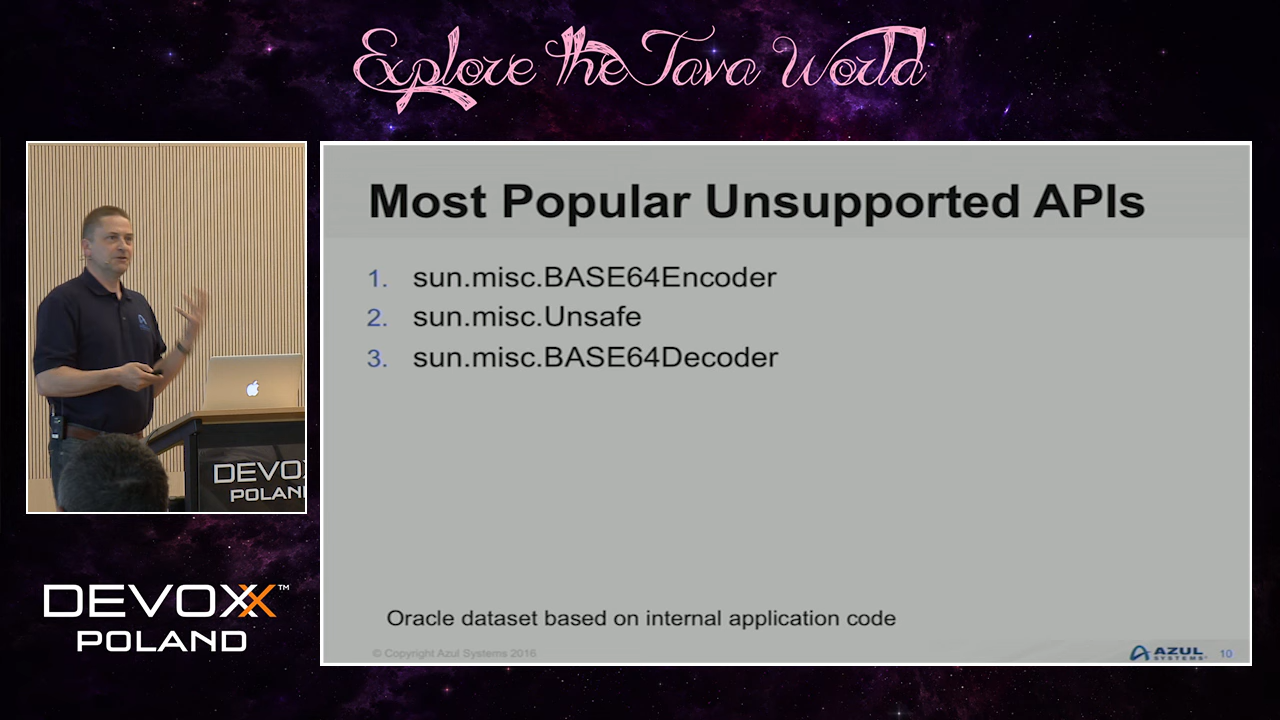 Explore the Java World
Most Popular Unsupported APIs
1. sun.misc.BASE64Encoder
2. sun.misc.Unsafe
3. sun.misc.BASE64Decoder
Oracle dataset based on internal application code
© Copyright Azul Systems 2016
AZUL
SYSTEMS
10
DEVOX
POLAN
DEVOXX™
POLAND